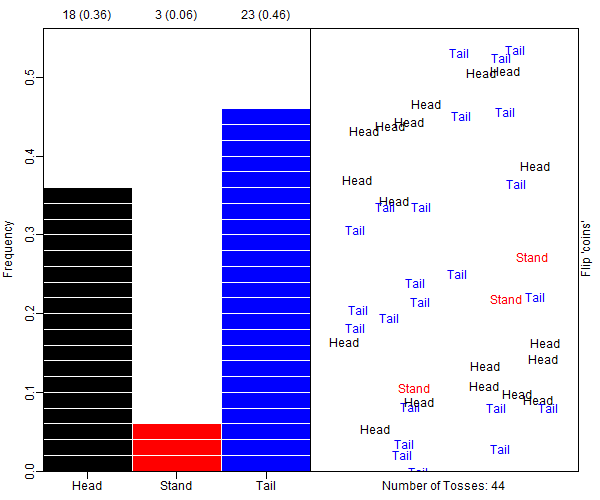 18 (0.36) 3 (0.06) 23 (0.46)
Frequency
0.5
0.4
0.3
0.2
0.1
0.0
Head Stand Tail
Tail
Tail
Tail
Head
Head
Head
Tail
Tail
Head
Head
Head
Head
Head
Tail
Head
Tail
Tail
Tail
Stand
Tail
Tail
Stand
Tail
Tail
Tail
Tail
Tail
Head
Head
Head
Head
Head
Stand
Head
Head
Head
Tail
Tail
Tail
Head
Tail
Tail
Tail
Tail
Number of Tosses: 44
Flip 'coins'